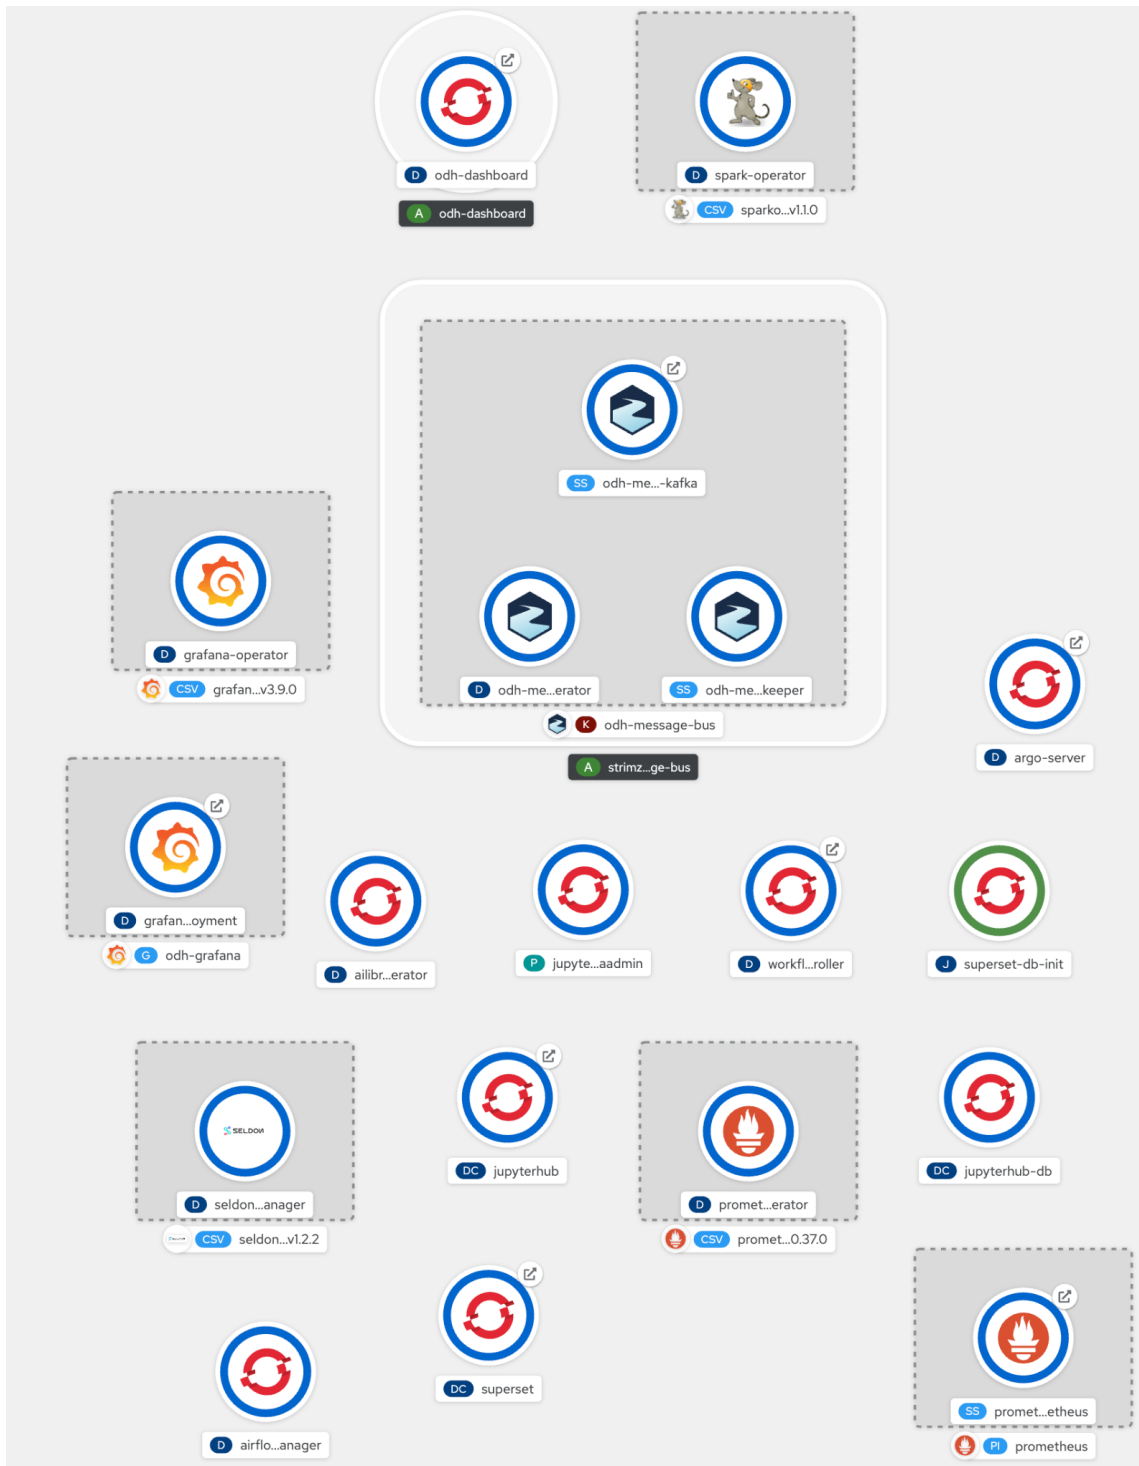 D odh-dashboard
A odh-dashboard
D spark-operator
CSV sparko...v1.1.0
SS odh-me...-kafka
D odh-me...erator
SS odh-me...keeper
K odh-message-bus
A strimz...ge-bus
D grafana-operator
CSV grafan...v3.9.0
D argo-server
D grafan...oyment
G odh-grafana
D ailibr...erator
P jupyte...aadmin
D workfl...roller
J superset-db-init
SELDON
D seldon...anager
CSV seldon...v1.2.2
DC jupyterhub
D promet...erator
CSV promet...0.37.0
DC jupyterhub-db
DC superset
D airflo...anager
SS promet...etheus
PI prometheus